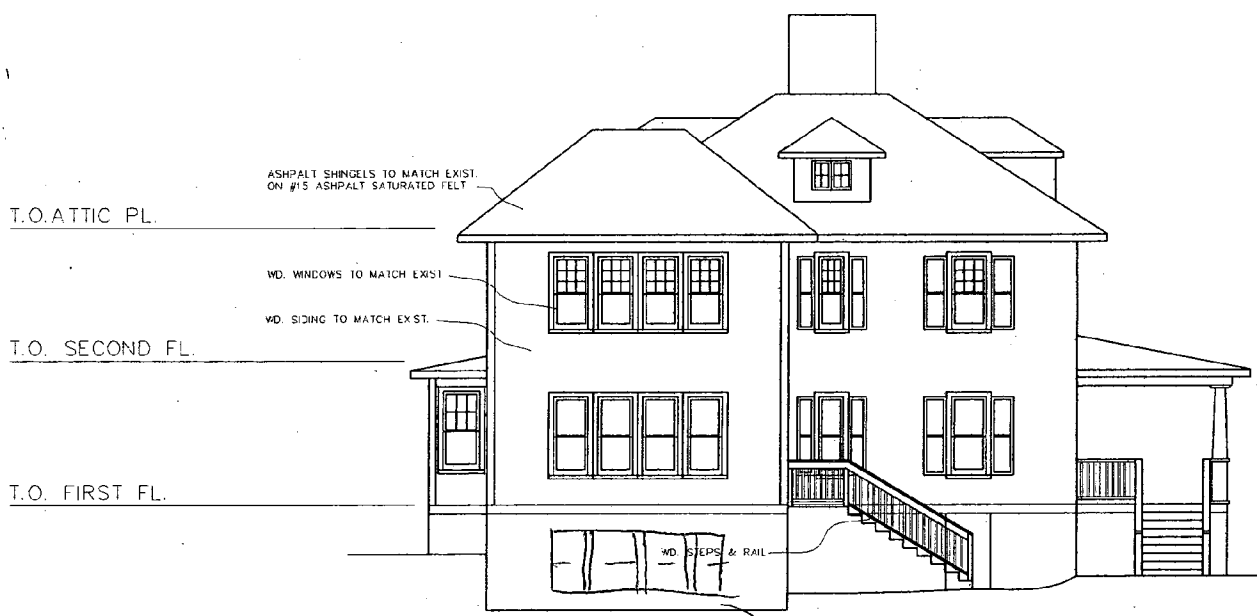 ASHPALT SHINGELS TO MATCH EXIST.
ON #15 ASHPALT SATURATED FELT
T.O. ATTIC PL.
WD. WINDOWS TO MATCH EXIST
WD. SIDING TO MATCH EXIST.
T.O. SECOND FL.
T.O. FIRST FL.
WD. STEPS & RAIL